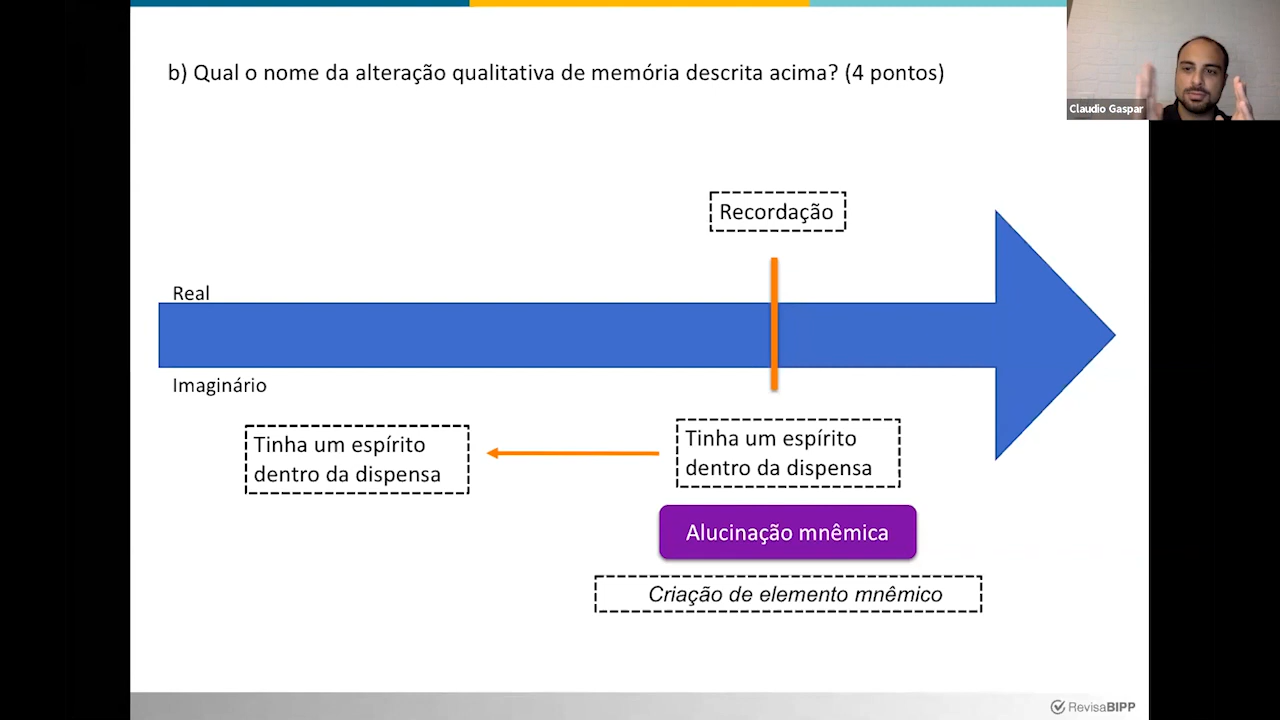 b) Qual o nome da alteração qualitativa de memória descrita acima? (4 pontos)
Claudio Gaspar
Recordação
Real
Imaginário
Tinha um espírito
dentro da dispensa
Tinha um espírito
dentro da dispensa
Alucinação mnêmica
Criação de elemento mnêmico
RevisaBIPP